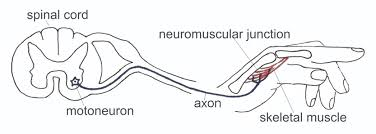 spinal cord
neuromuscular junction
motoneuron
axon
skeletal muscle